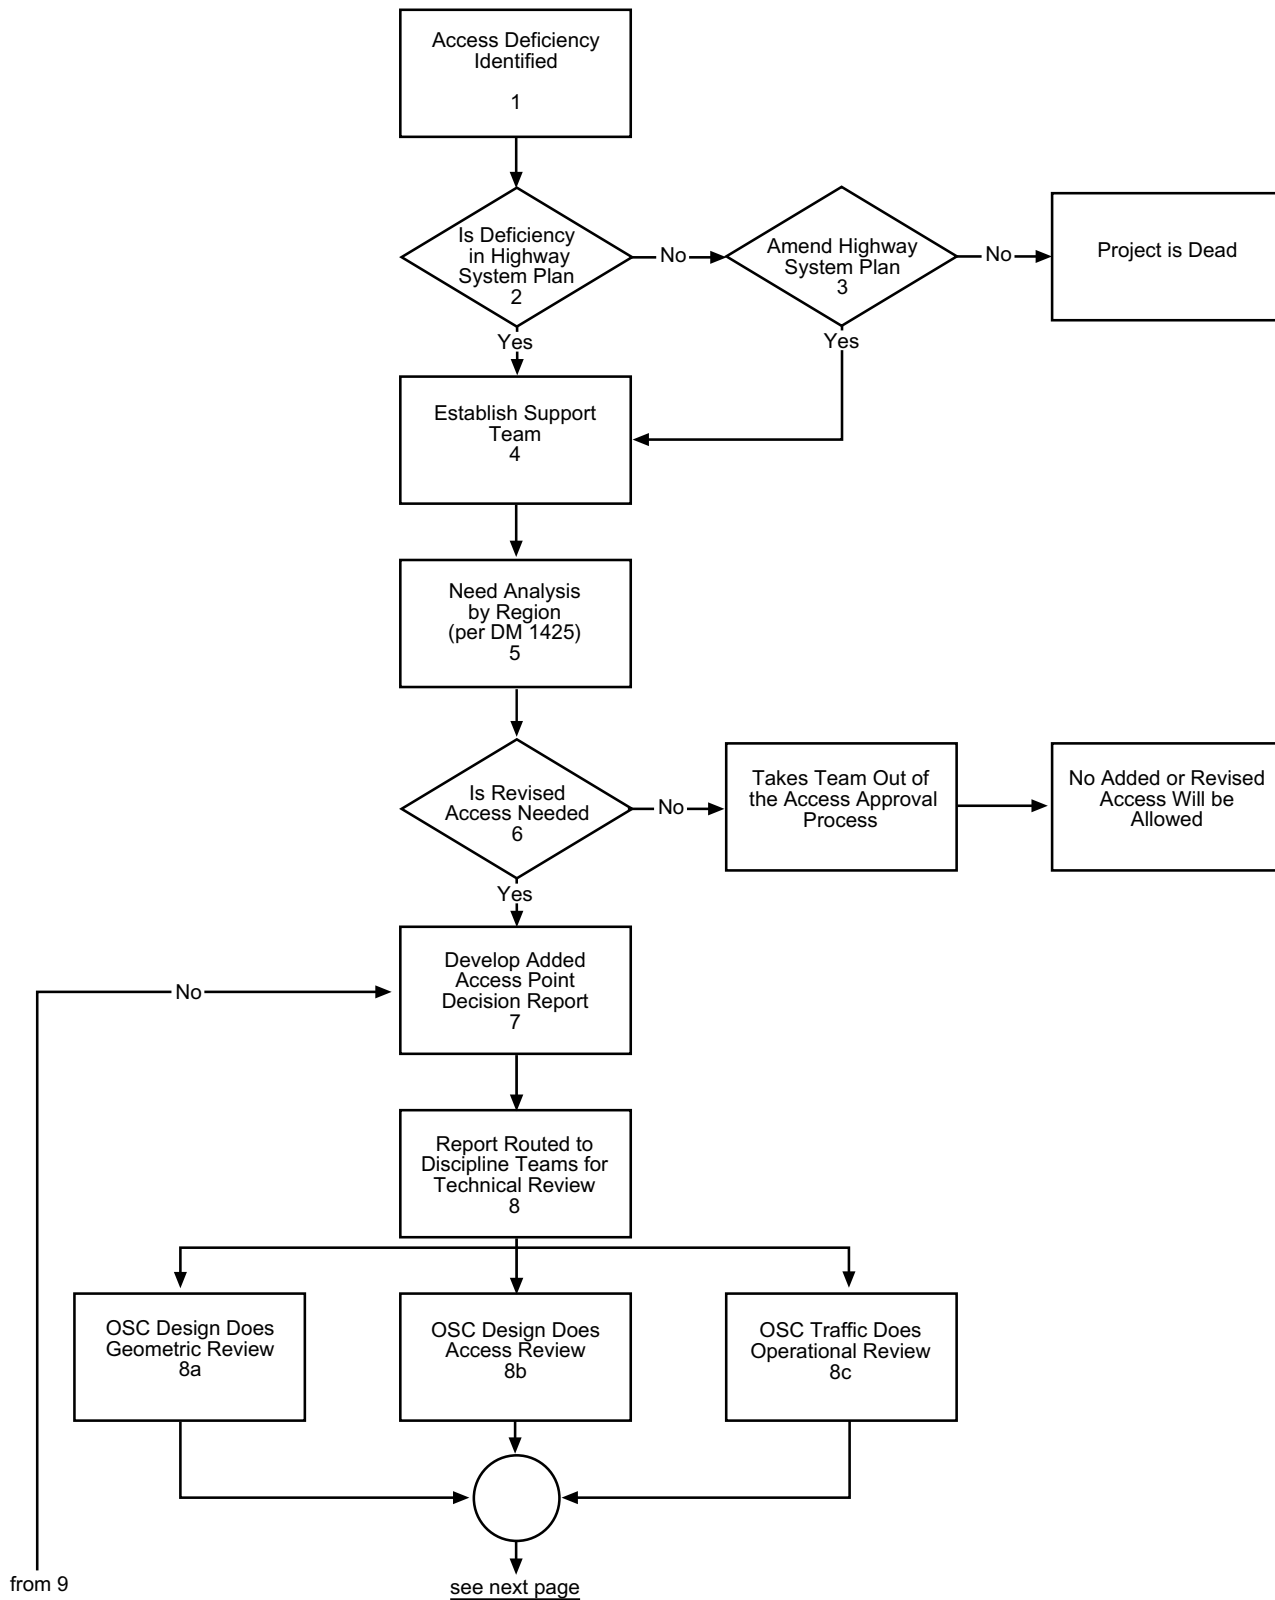 Access Deficiency
Identified
1
Is Deficiency
in Highway
System Plan
2
No
Amend Highway
System Plan
3
No
Project is Dead
Yes
Yes
Establish Support
Team
4
Need Analysis
by Region
(per DM 1425)
5
Is Revised
Access Needed
6
No
Takes Team Out of
the Access Approval
Process
No Added or Revised
Access Will be
Allowed
Yes
Develop Added
Access Point
Decision Report
7
No
Report Routed to
Discipline Teams for
Technical Review
8
OSC Design Does
Geometric Review
8a
OSC Design Does
Access Review
8b
OSC Traffic Does
Operational Review
8c
from 9
see next page